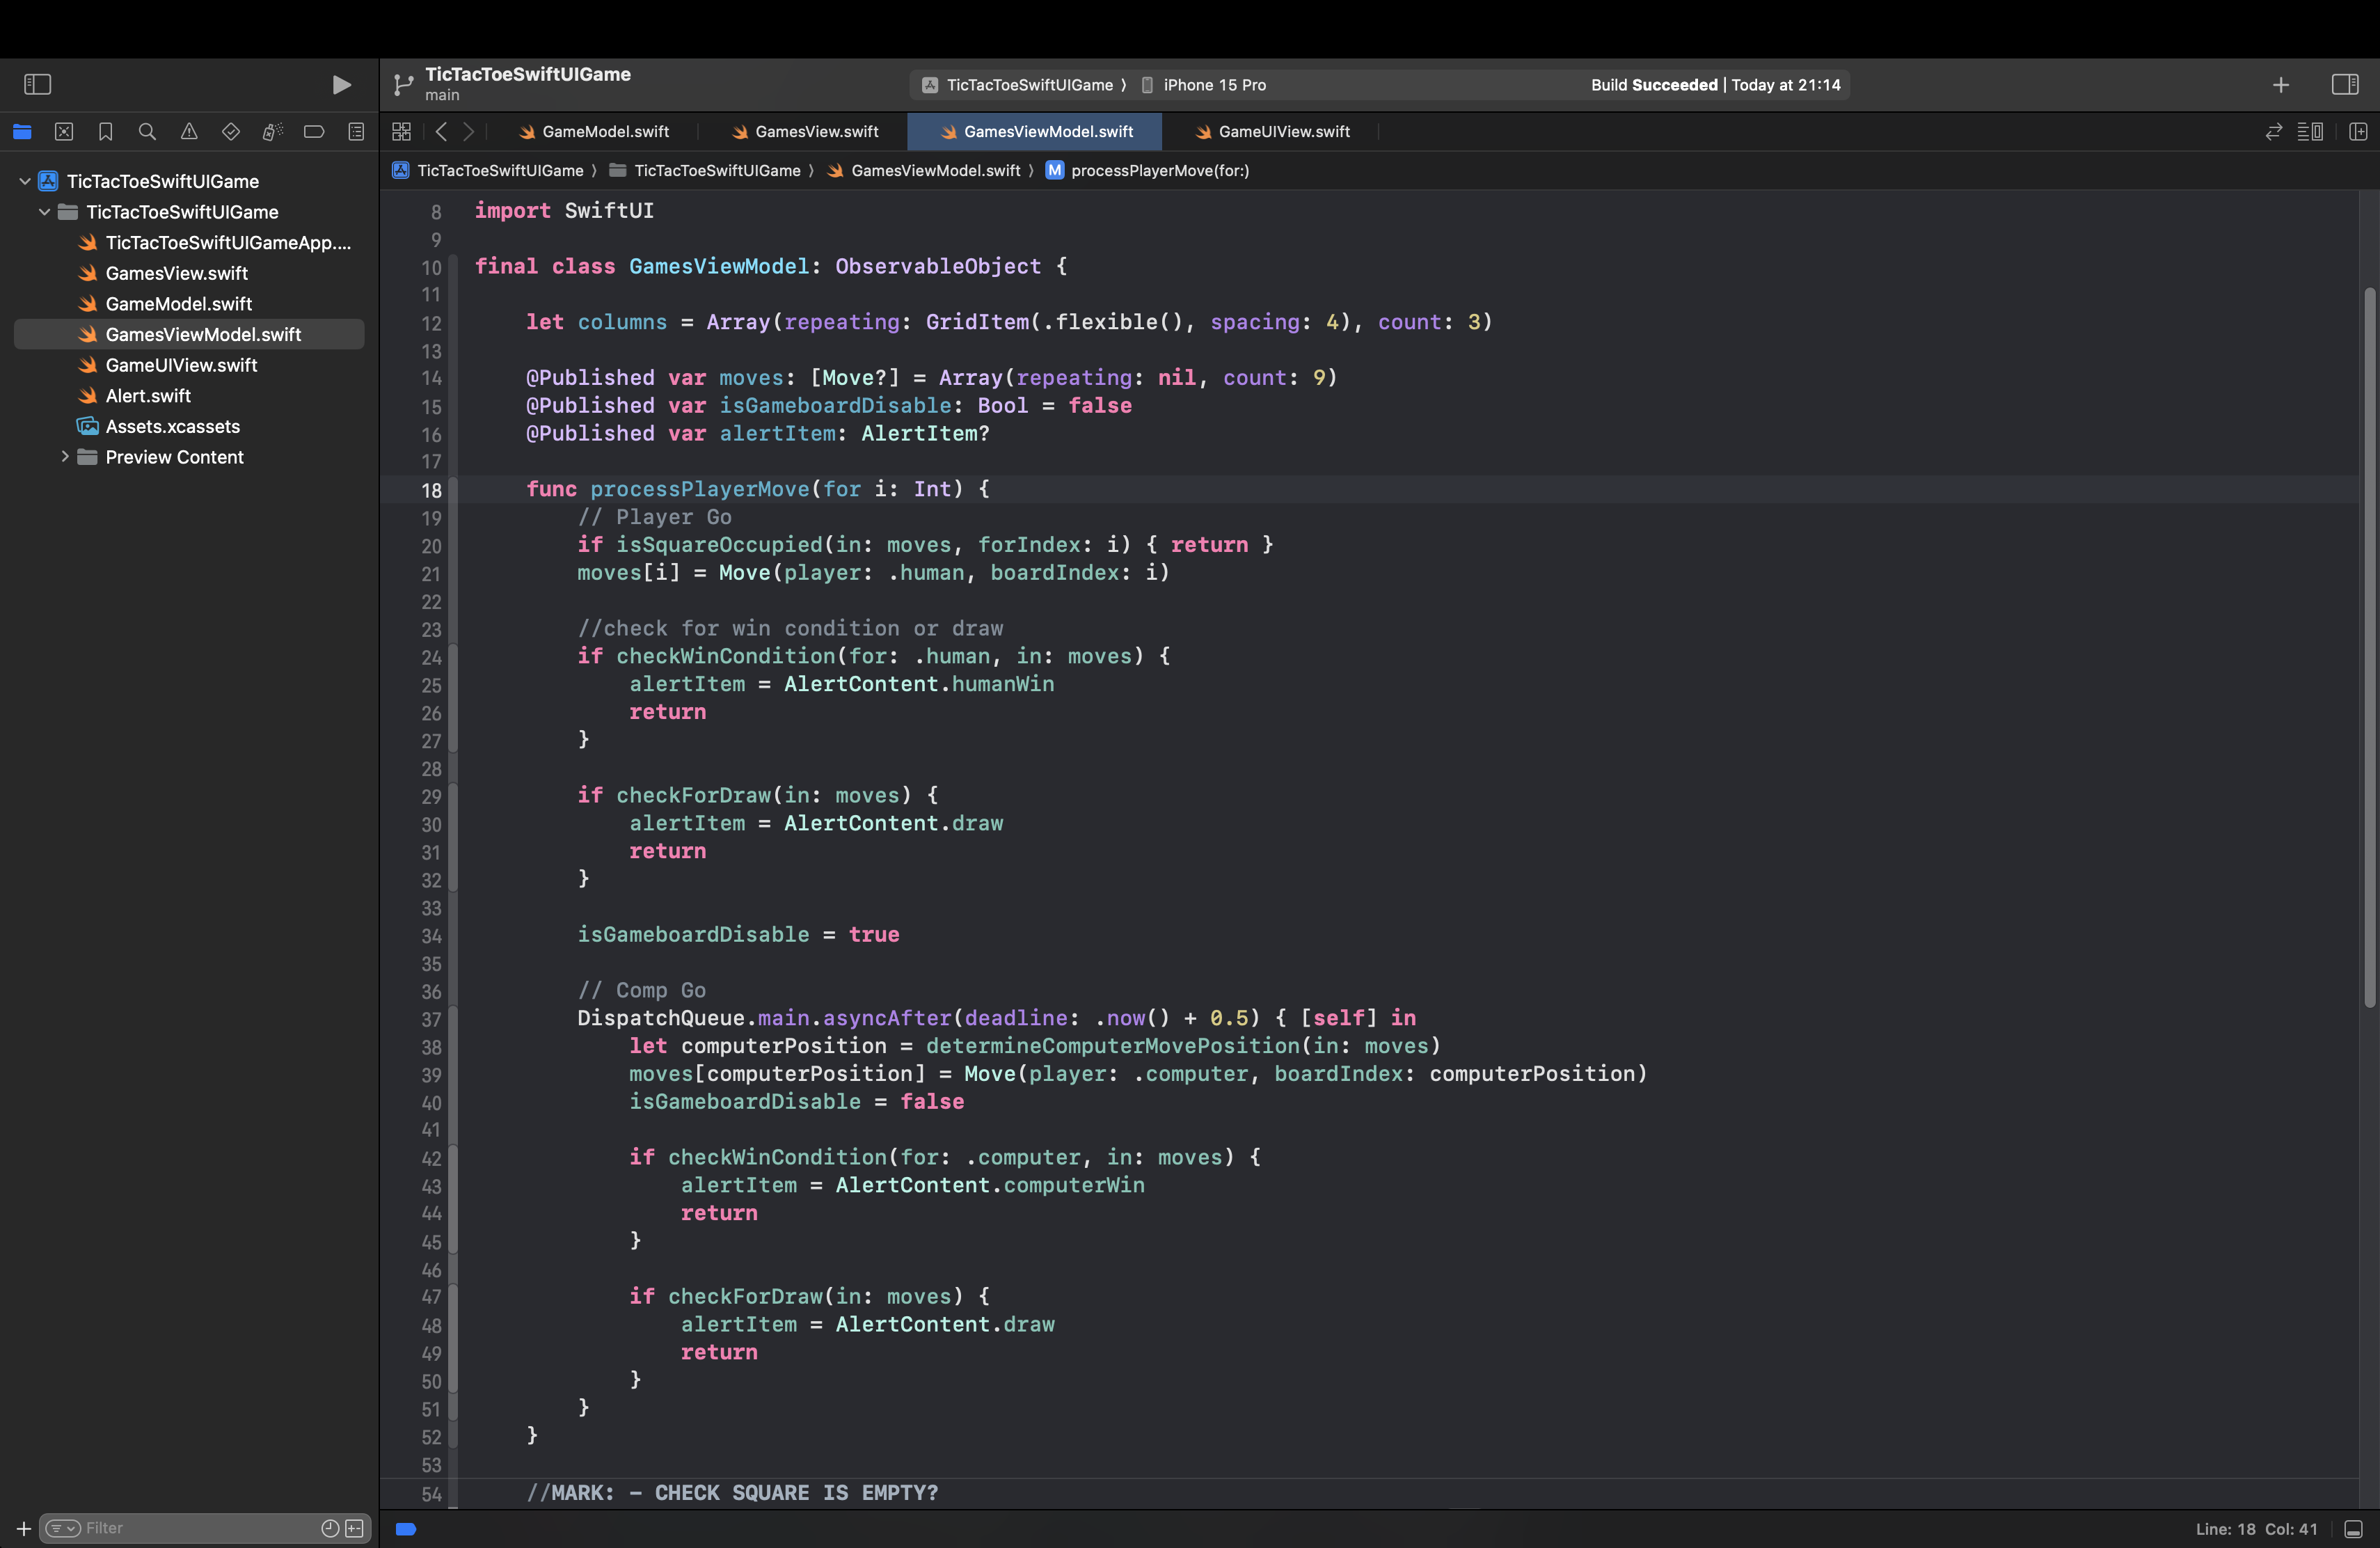 TicTacToeSwiftUIGame
main
TicTacToeSwiftUIGame 〉 iPhone 15 Pro
Build Succeeded | Today at 21:14
GameModel.swift
GamesView.swift
GamesViewModel.swift
GameUIView.swift
TicTacToeSwiftUIGame 〉 TicTacToeSwiftUIGame 〉 GamesViewModel.swift 〉 M processPlayerMove(for:)
TicTacToeSwiftUIGame
TicTacToeSwiftUIGame
TicTacToeSwiftUIGameApp....
GamesView.swift
GameModel.swift
GamesViewModel.swift
GameUIView.swift
Alert.swift
Assets.xcassets
Preview Content
8 import SwiftUI
9
10 final class GamesViewModel: ObservableObject {
11
12 let columns = Array(repeating: GridItem(.flexible(), spacing: 4), count: 3)
13
14 @Published var moves: [Move?] = Array(repeating: nil, count: 9)
15 @Published var isGameboardDisable: Bool = false
16 @Published var alertItem: AlertItem?
17
18 func processPlayerMove(for i: Int) {
19 // Player Go
20 if isSquareOccupied(in: moves, forIndex: i) { return }
21 moves[i] = Move(player: .human, boardIndex: i)
22
23 //check for win condition or draw
24 if checkWinCondition(for: .human, in: moves) {
25 alertItem = AlertContent.humanWin
26 return
27 }
28
29 if checkForDraw(in: moves) {
30 alertItem = AlertContent.draw
31 return
32 }
33
34 isGameboardDisable = true
35
36 // Comp Go
37 DispatchQueue.main.asyncAfter(deadline: .now() + 0.5) { [self] in
38 let computerPosition = determineComputerMovePosition(in: moves)
39 moves[computerPosition] = Move(player: .computer, boardIndex: computerPosition)
40 isGameboardDisable = false
41
42 if checkWinCondition(for: .computer, in: moves) {
43 alertItem = AlertContent.computerWin
44 return
45 }
46
47 if checkForDraw(in: moves) {
48 alertItem = AlertContent.draw
49 return
50 }
51 }
52 }
53
54 //MARK: - CHECK SQUARE IS EMPTY?
Filter
Line: 18 Col: 41